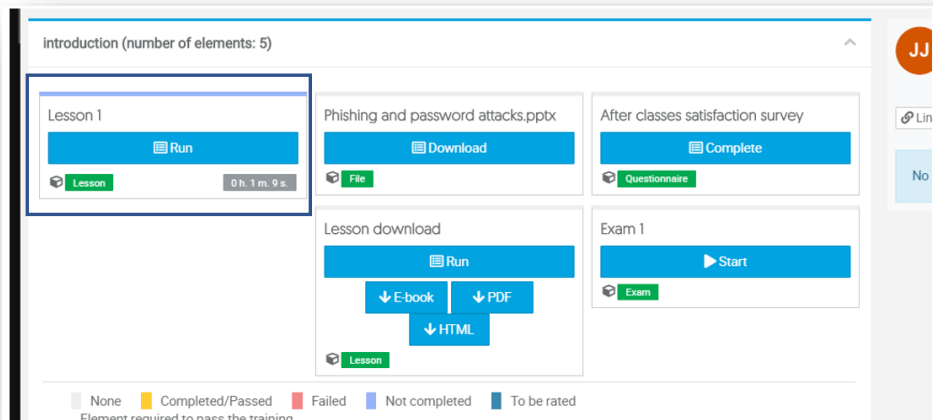 introduction (number of elements: 5)
JJ
Lesson 1
Run
Lesson
0 h. 1 m. 9 s.
Phishing and password attacks.pptx
Download
File
After classes satisfaction survey
Complete
Questionnaire
Lin
No
Lesson download
Run
E-book
PDF
HTML
Lesson
Exam 1
Start
Exam
None Completed/Passed Failed Not completed To be rated
Element required to pass the training